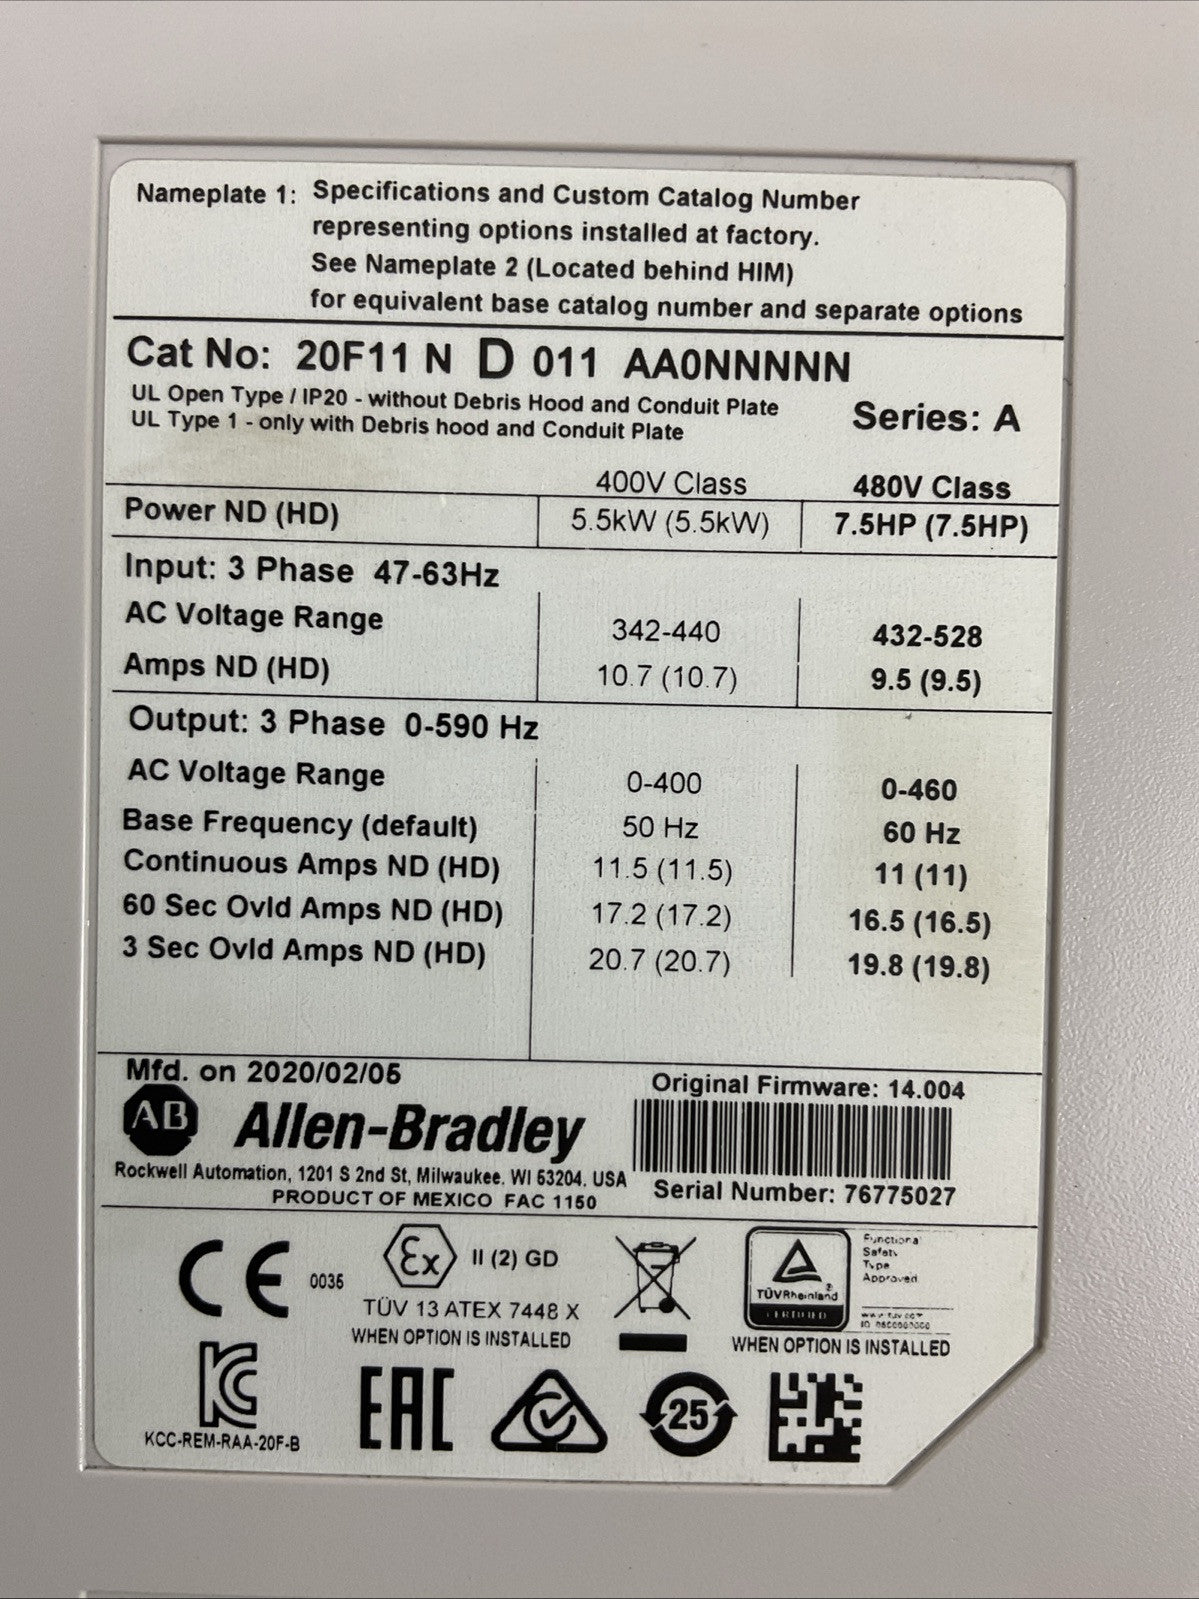 Nameplate 1: Specifications and Custom Catalog Number
representing options installed at factory.
See Nameplate 2 (Located behind HIM)
for equivalent base catalog number and separate options
Cat No: 20F11 N D 011 AA0NNNNN
UL Open Type / IP20 - without Debris Hood and Conduit Plate
UL Type 1 - only with Debris hood and Conduit Plate
Series: A
400V Class 480V Class
Power ND (HD) 5.5kW (5.5kW) 7.5HP (7.5HP)
Input: 3 Phase 47-63Hz
AC Voltage Range 342-440 432-528
Amps ND (HD) 10.7 (10.7) 9.5 (9.5)
Output: 3 Phase 0-590 Hz
AC Voltage Range 0-400 0-460
Base Frequency (default) 50 Hz 60 Hz
Continuous Amps ND (HD) 11.5 (11.5) 11 (11)
60 Sec Ovld Amps ND (HD) 17.2 (17.2) 16.5 (16.5)
3 Sec Ovld Amps ND (HD) 20.7 (20.7) 19.8 (19.8)
Mfd. on 2020/02/05
Original Firmware: 14.004
AB Allen-Bradley
Rockwell Automation, 1201 S 2nd St, Milwaukee. WI 53204. USA
PRODUCT OF MEXICO FAC 1150
Serial Number: 76775027
CE 0035
Ex II (2) GD
TÜV 13 ATEX 7448 X
WHEN OPTION IS INSTALLED
TÜVRheinland
CERTIFIED
Functional
Safety
Type
Approved
www.tuv.com
WHEN OPTION IS INSTALLED
KCC-REM-RAA-20F-B
EAC
25